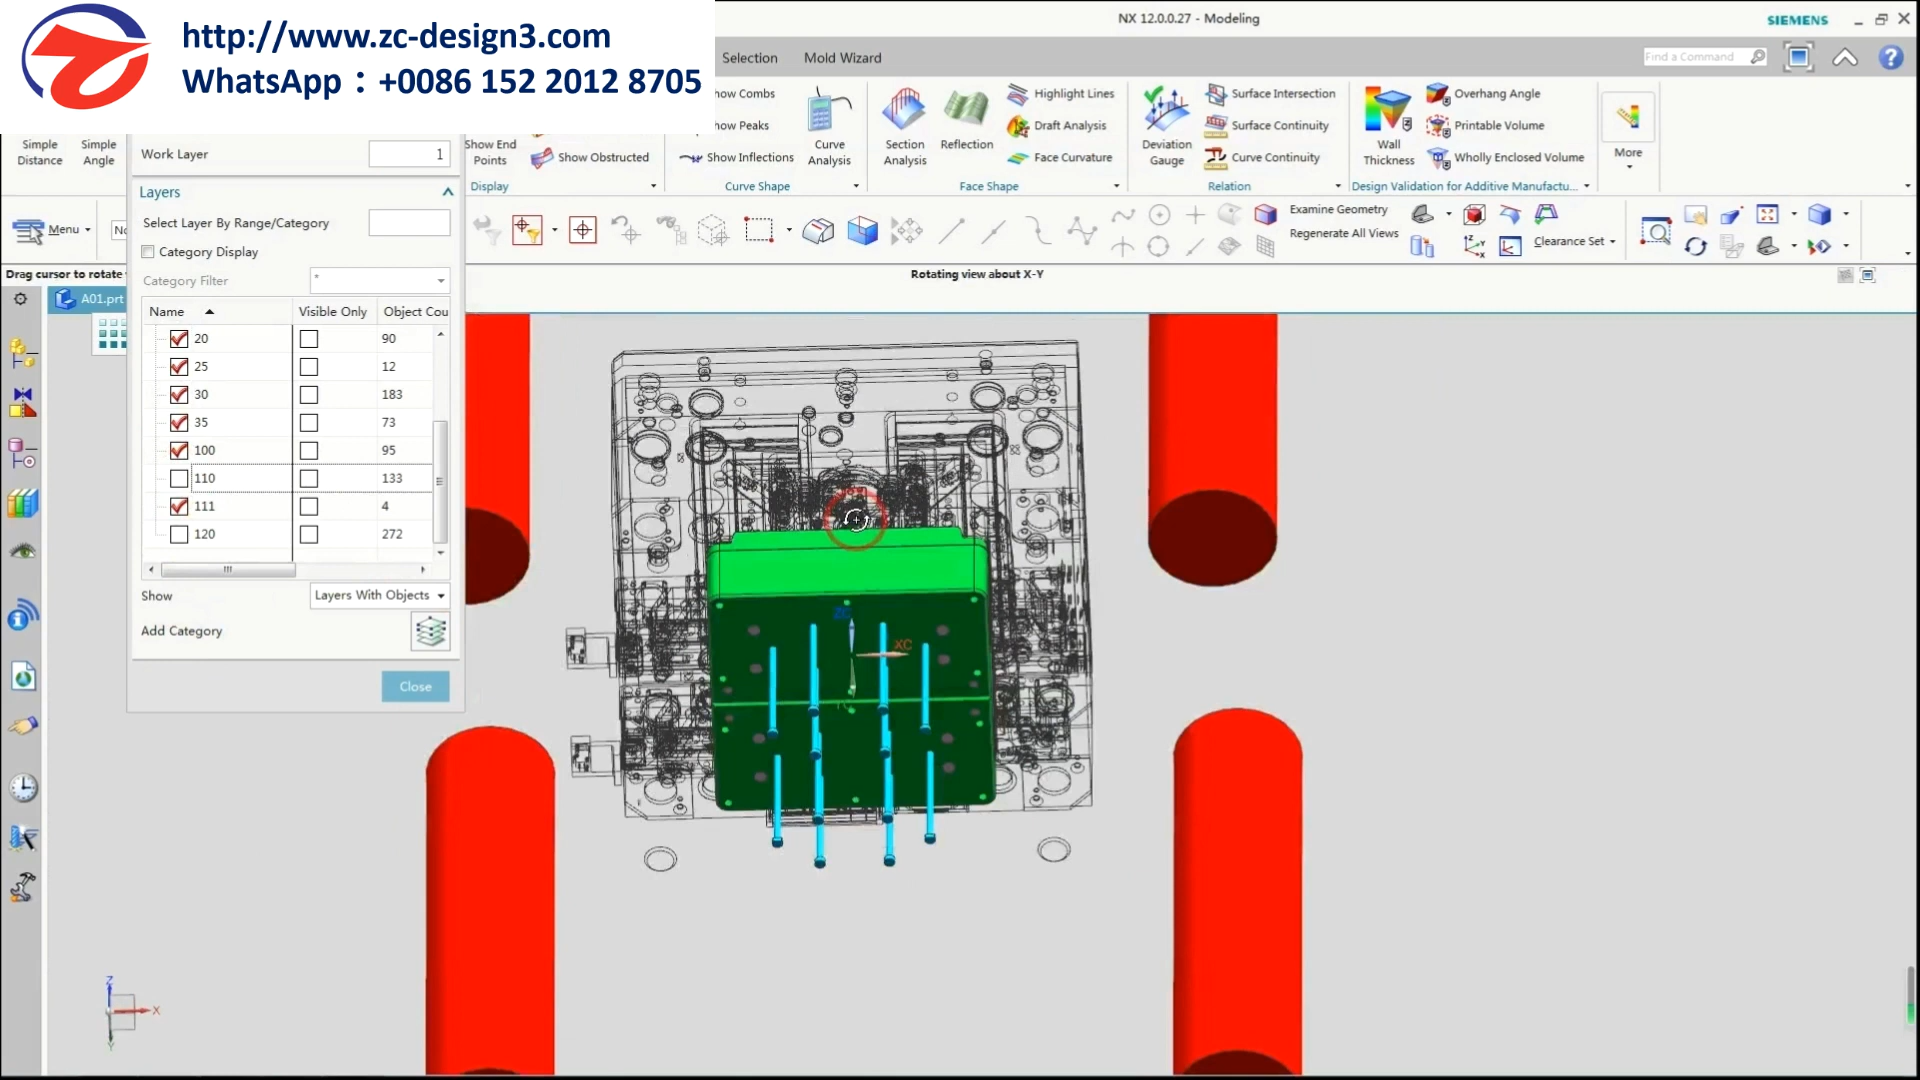 http://www.zc-design3.com
WhatsApp：+0086 152 2012 8705
NX 12.0.0.27 - Modeling
SIEMENS
Selection
Mold Wizard
Find a Command
how Combs
how Peaks
Show Inflections
Curve Analysis
Section Analysis
Reflection
Highlight Lines
Draft Analysis
Face Curvature
Deviation Gauge
Surface Intersection
Surface Continuity
Curve Continuity
Wall Thickness
Overhang Angle
Printable Volume
Wholly Enclosed Volume
More
Simple Distance
Simple Angle
Show End Points
Show Obstructed
Display
Curve Shape
Face Shape
Relation
Design Validation for Additive Manufactu...
Work Layer 1
Layers
Select Layer By Range/Category
Category Display
Category Filter *
Menu
No
Examine Geometry
Regenerate All Views
Clearance Set
Drag cursor to rotate
Rotating view about X-Y
A01.prt
Name Visible Only Object Cou
20 90
25 12
30 183
35 73
100 95
110 133
111 4
120 272
Show Layers With Objects
Add Category
Close
XC
Z
X
Y